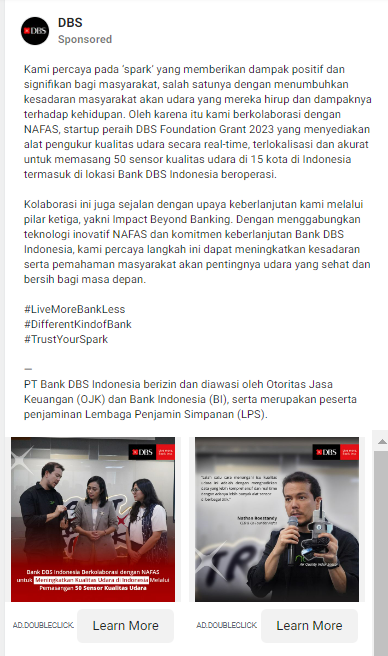 DBS
DBS
Sponsored
Kami percaya pada ‘spark’ yang memberikan dampak positif dan
signifikan bagi masyarakat, salah satunya dengan menumbuhkan
kesadaran masyarakat akan udara yang mereka hirup dan dampaknya
terhadap kehidupan. Oleh karena itu kami berkolaborasi dengan
NAFAS, startup peraih DBS Foundation Grant 2023 yang menyediakan
alat pengukur kualitas udara secara real-time, terlokalisasi dan akurat
untuk memasang 50 sensor kualitas udara di 15 kota di Indonesia
termasuk di lokasi Bank DBS Indonesia beroperasi.
Kolaborasi ini juga sejalan dengan upaya keberlanjutan kami melalui
pilar ketiga, yakni Impact Beyond Banking. Dengan menggabungkan
teknologi inovatif NAFAS dan komitmen keberlanjutan Bank DBS
Indonesia, kami percaya langkah ini dapat meningkatkan kesadaran
serta pemahaman masyarakat akan pentingnya udara yang sehat dan
bersih bagi masa depan.
#LiveMoreBankLess
#DifferentKindofBank
#TrustYourSpark
—
PT Bank DBS Indonesia berizin dan diawasi oleh Otoritas Jasa
Keuangan (OJK) dan Bank Indonesia (BI), serta merupakan peserta
penjaminan Lembaga Penjamin Simpanan (LPS).
DBS
Bank DBS Indonesia Berkolaborasi dengan NAFAS
untuk Meningkatkan Kualitas Udara di Indonesia Melalui
Pemasangan 50 Sensor Kualitas Udara
AD.DOUBLECLICK.
Learn More
DBS
Nathan Roestandy
AD.DOUBLECLICK.
Learn More